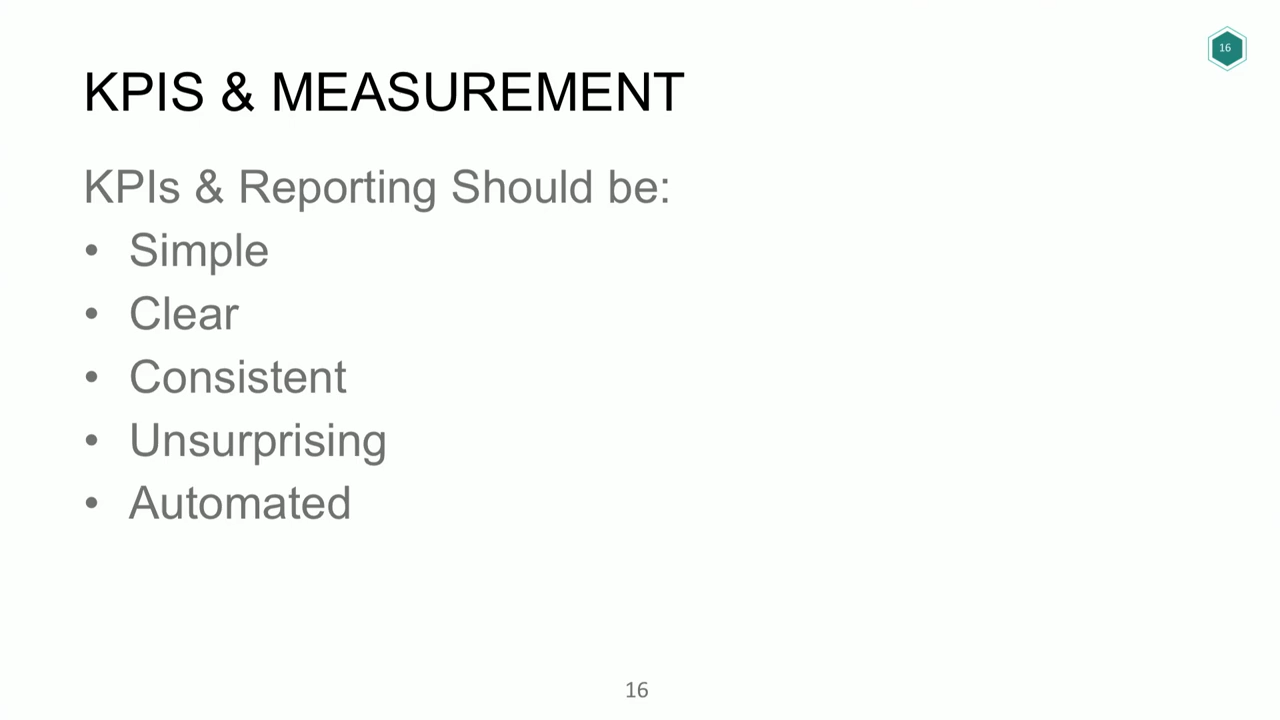 16
KPIS & MEASUREMENT
KPIs & Reporting Should be:
• Simple
• Clear
• Consistent
• Unsurprising
• Automated
16